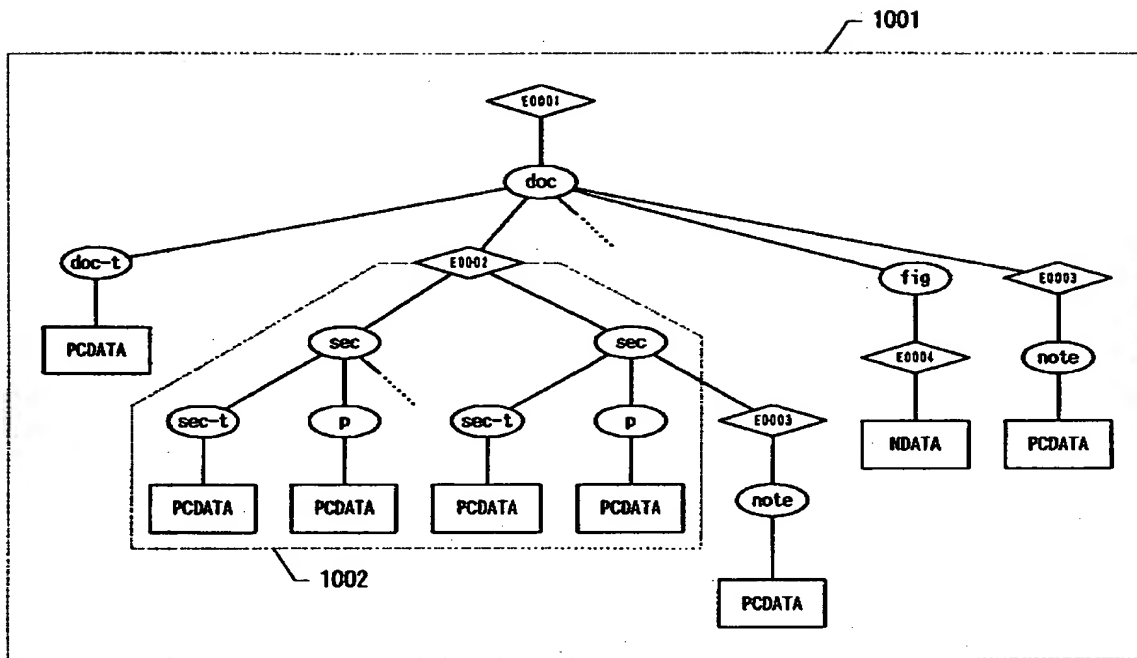 1001
E0001
doc
doc-t
E0002
fig
E0003
PCDATA
sec
sec
E0004
note
sec-t
p
sec-t
p
E0003
NDATA
PCDATA
PCDATA
PCDATA
PCDATA
PCDATA
note
1002
PCDATA